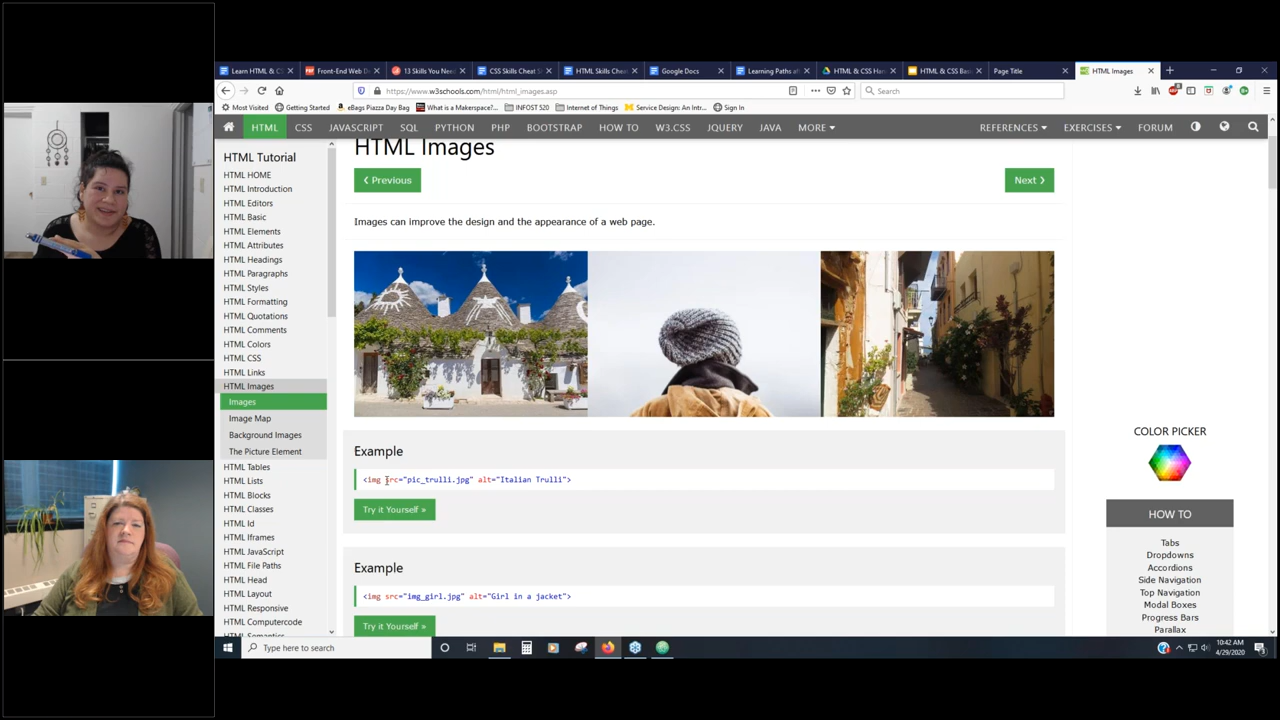 Learn HTML & C
Front-End Web D
13 Skills You Need
CSS Skills Cheat S
HTML Skills Chea
Google Docs
Learning Paths at
HTML & CSS Han
HTML & CSS Bas
Page Title
HTML Images
https://www.w3schools.com/html/html_images.asp
Search
Most Visited
Getting Started
eBags Piazza Day Bag
What is a Makerspace?...
INFOST 520
Internet of Things
Service Design: An Intr...
Sign In
HTML
CSS
JAVASCRIPT
SQL
PYTHON
PHP
BOOTSTRAP
HOW TO
W3.CSS
JQUERY
JAVA
MORE
REFERENCES
EXERCISES
FORUM
HTML Tutorial
HTML HOME
HTML Introduction
HTML Editors
HTML Basic
HTML Elements
HTML Attributes
HTML Headings
HTML Paragraphs
HTML Styles
HTML Formatting
HTML Quotations
HTML Comments
HTML Colors
HTML CSS
HTML Links
HTML Images
Images
Image Map
Background Images
The Picture Element
HTML Tables
HTML Lists
HTML Blocks
HTML Classes
HTML Id
HTML Iframes
HTML JavaScript
HTML File Paths
HTML Head
HTML Layout
HTML Responsive
HTML Computercode
HTML Semantics
HTML Images
❮ Previous
Next ❯
Images can improve the design and the appearance of a web page.
Example
<img src="pic_trulli.jpg" alt="Italian Trulli">
Try it Yourself »
Example
<img src="img_girl.jpg" alt="Girl in a jacket">
Try it Yourself »
COLOR PICKER
HOW TO
Tabs
Dropdowns
Accordions
Side Navigation
Top Navigation
Modal Boxes
Progress Bars
Parallax
Type here to search
10:42 AM
4/29/2020